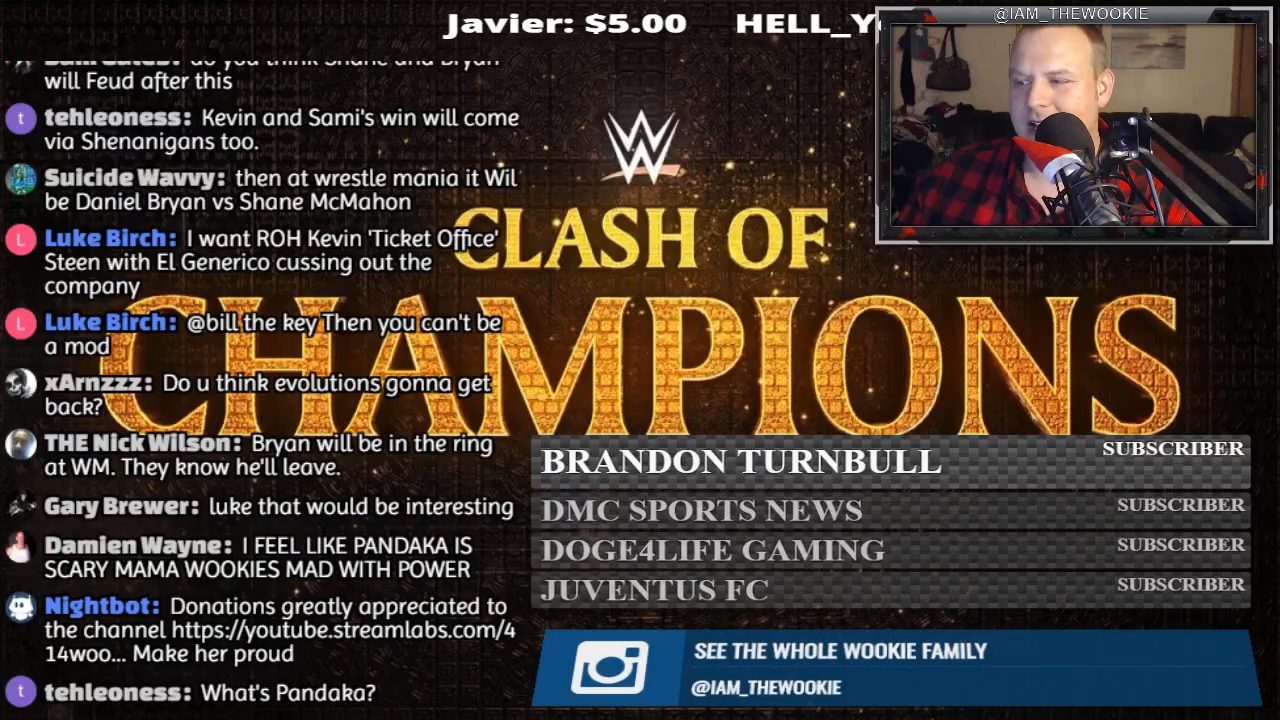 Javier: $5.00 HELL_Y
@IAM_THEWOOKIE
do you think Shane and Bryan
will Feud after this
tehleoness: Kevin and Sami's win will come
via Shenanigans too.
Suicide Wavvy: then at wrestle mania it Wil
be Daniel Bryan vs Shane McMahon
Luke Birch: I want ROH Kevin 'Ticket Office'
Steen with El Generico cussing out the
company
Luke Birch: @bill the key Then you can't be
a mod
xArnzzz: Do u think evolutions gonna get
back?
THE Nick Wilson: Bryan will be in the ring
at WM. They know he'll leave.
Gary Brewer: luke that would be interesting
Damien Wayne: I FEEL LIKE PANDAKA IS
SCARY MAMA WOOKIES MAD WITH POWER
Nightbot: Donations greatly appreciated to
the channel https://youtube.streamlabs.com/4
14woo... Make her proud
tehleoness: What's Pandaka?
W
CLASH OF
CHAMPIONS
BRANDON TURNBULL SUBSCRIBER
DMC SPORTS NEWS SUBSCRIBER
DOGE4LIFE GAMING SUBSCRIBER
JUVENTUS FC SUBSCRIBER
SEE THE WHOLE WOOKIE FAMILY
@IAM_THEWOOKIE